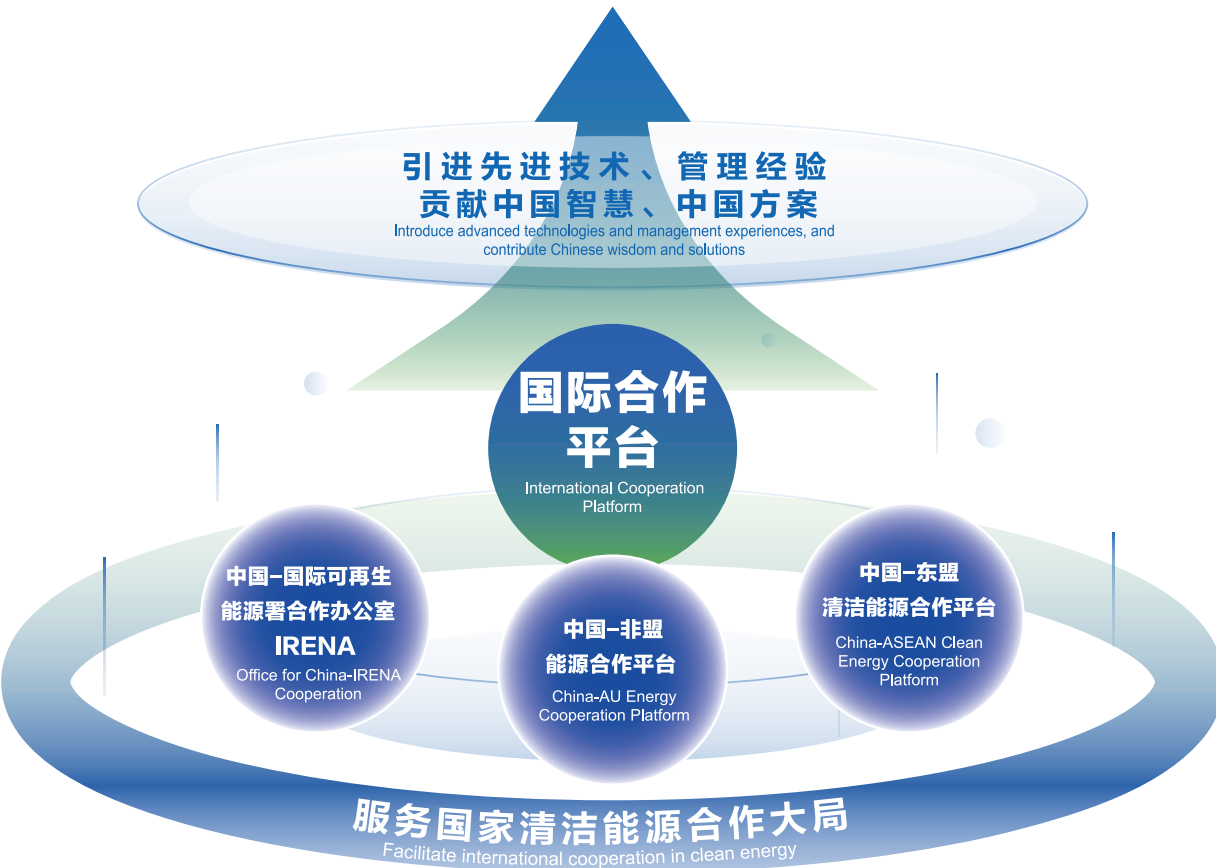 引进先进技术、管理经验
贡献中国智慧、中国方案
Introduce advanced technologies and management experiences, and
contribute Chinese wisdom and solutions
国际合作
平台
International Cooperation
Platform
中国–国际可再生
能源署合作办公室
IRENA
Office for China-IRENA
Cooperation
中国–非盟
能源合作平台
China-AU Energy
Cooperation Platform
中国–东盟
清洁能源合作平台
China-ASEAN Clean
Energy Cooperation
Platform
服务国家清洁能源合作大局
Facilitate international cooperation in clean energy